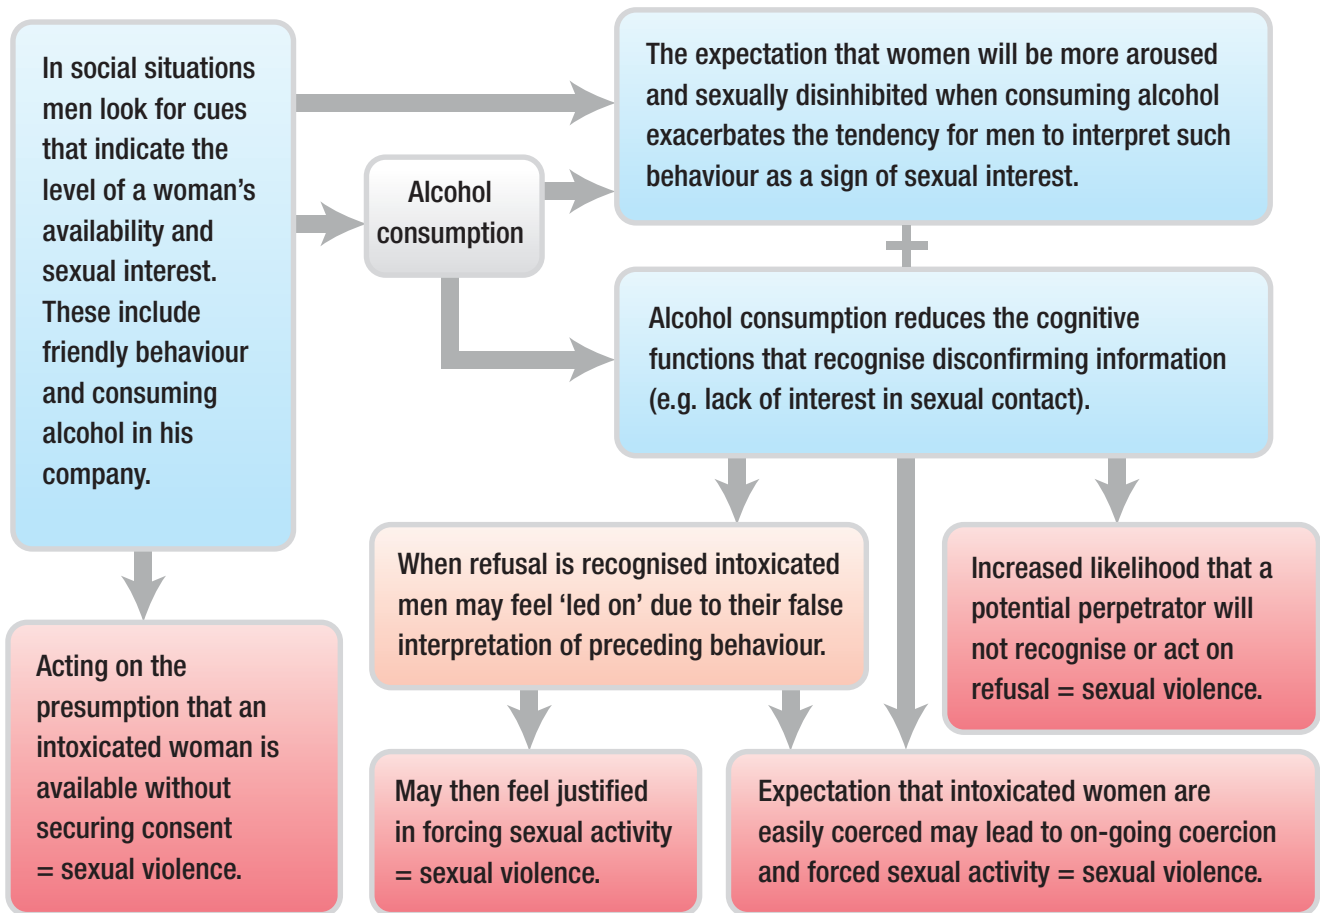 In social situations
men look for cues
that indicate the
level of a woman’s
availability and
sexual interest.
These include
friendly behaviour
and consuming
alcohol in his
company.
Alcohol
consumption
The expectation that women will be more aroused
and sexually disinhibited when consuming alcohol
exacerbates the tendency for men to interpret such
behaviour as a sign of sexual interest.
Alcohol consumption reduces the cognitive
functions that recognise disconfirming information
(e.g. lack of interest in sexual contact).
When refusal is recognised intoxicated
men may feel ‘led on’ due to their false
interpretation of preceding behaviour.
Increased likelihood that a
potential perpetrator will
not recognise or act on
refusal = sexual violence.
Acting on the
presumption that an
intoxicated woman is
available without
securing consent
= sexual violence.
May then feel justified
in forcing sexual activity
= sexual violence.
Expectation that intoxicated women are
easily coerced may lead to on-going coercion
and forced sexual activity = sexual violence.